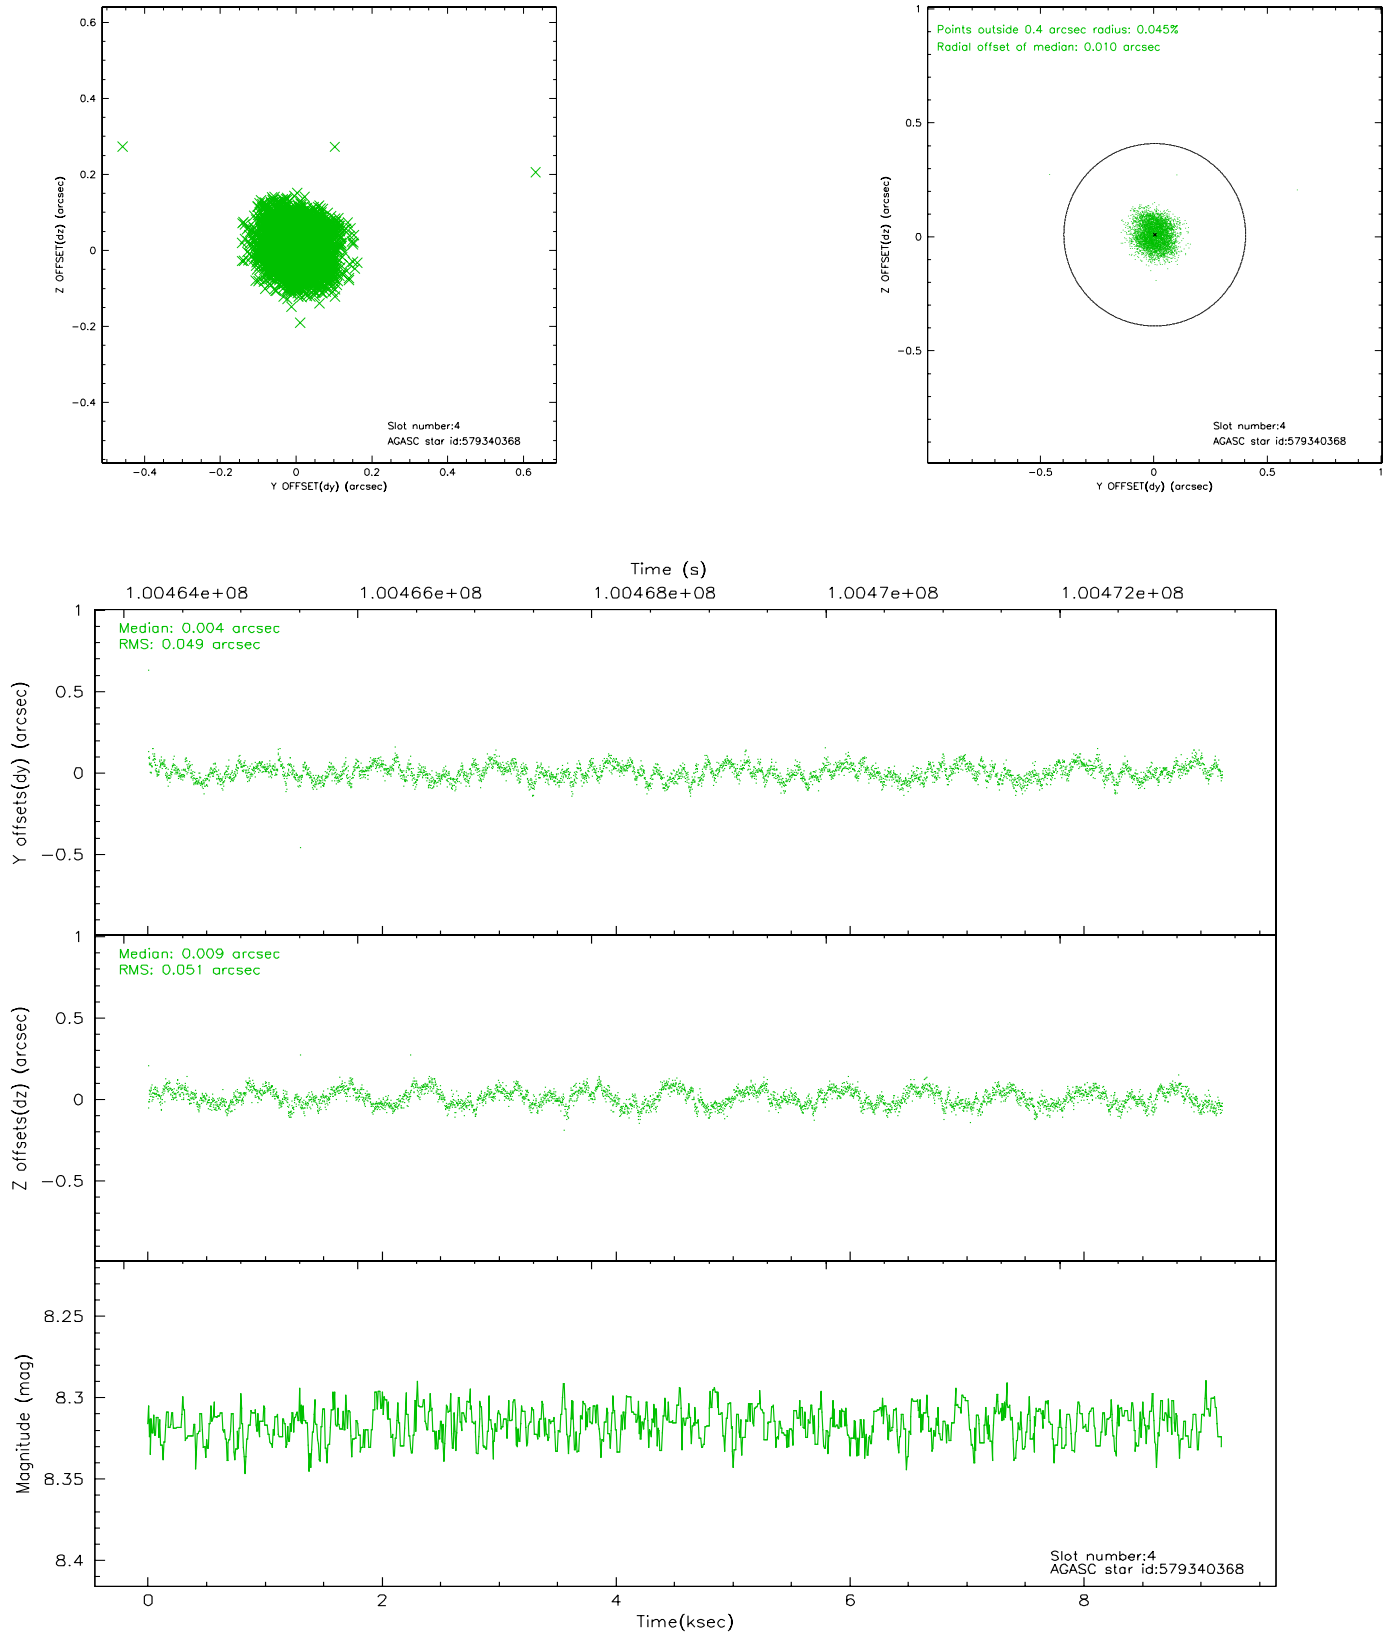 0.6
0.4
0.2
0
−0.2
−0.4
Z OFFSET(dz) (arcsec)
Slot number:4
AGASC star id:579340368
−0.4 −0.2 0 0.2 0.4 0.6
Y OFFSET(dy) (arcsec)
1
0.5
0
−0.5
Z OFFSET(dz) (arcsec)
Points outside 0.4 arcsec radius: 0.045%
Radial offset of median: 0.010 arcsec
Slot number:4
AGASC star id:579340368
−0.5 0 0.5 1
Y OFFSET(dy) (arcsec)
Time (s)
1.00464e+08 1.00466e+08 1.00468e+08 1.0047e+08 1.00472e+08
1
0.5
0
−0.5
Y offsets(dy) (arcsec)
Median: 0.004 arcsec
RMS: 0.049 arcsec
1
0.5
0
−0.5
Z offsets(dz) (arcsec)
Median: 0.009 arcsec
RMS: 0.051 arcsec
8.25
8.3
8.35
8.4
Magnitude (mag)
Slot number:4
AGASC star id:579340368
0 2 4 6 8
Time(ksec)